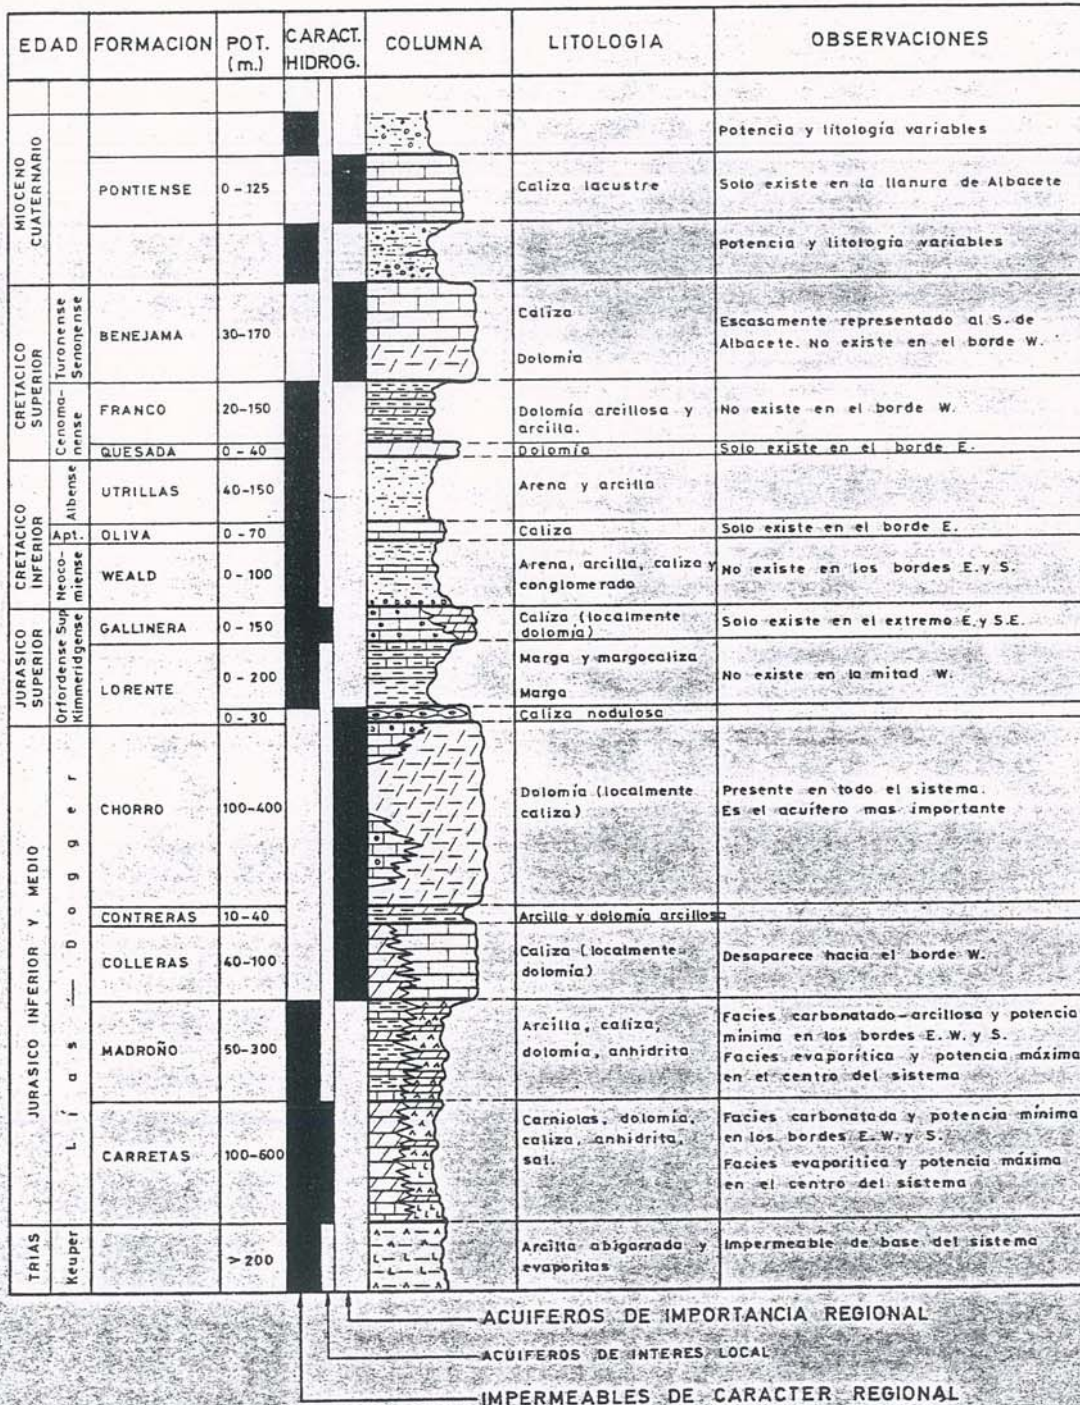 EDAD FORMACION POT. (m.) CARACT. HIDROG. COLUMNA LITOLOGIA OBSERVACIONES
MIOCENO CUATERNARIO
Potencia y litología variables
PONTIENSE 0-125 Caliza lacustre Solo existe en la llanura de Albacete
Potencia y litología variables
CRETACICO SUPERIOR
Turonense Senonense
BENEJAMA 30-170 Caliza
Dolomía
Escasamente representado al S. de
Albacete. No existe en el borde W.
Cenoma-
nense
FRANCO 20-150 Dolomía arcillosa y
arcilla.
No existe en el borde W.
QUESADA 0-40 Dolomía Solo existe en el borde E.
CRETACICO INFERIOR
Albense
UTRILLAS 40-150 Arena y arcilla
Apt. OLIVA 0-70 Caliza Solo existe en el borde E.
Neoco-
miense
WEALD 0-100 Arena, arcilla, caliza y
conglomerado
No existe en los bordes E. y S.
JURASICO SUPERIOR
Orfordense Sup
Kimmeridgense
GALLINERA 0-150 Caliza (localmente
dolomía)
Solo existe en el extremo E. y S.E.
LORENTE 0-200 Marga y margocaliza
Marga
No existe en la mitad W.
0-30 Caliza nodulosa
JURASICO INFERIOR Y MEDIO
Lías — Dogger
CHORRO 100-400 Dolomía (localmente
caliza)
Presente en todo el sistema.
Es el acuífero mas importante
CONTRERAS 10-40 Arcilla y dolomía arcillosa
COLLERAS 40-100 Caliza (localmente
dolomía)
Desaparece hacia el borde W.
MADROÑO 50-300 Arcilla, caliza,
dolomía, anhidrita
Facies carbonatado-arcillosa y potencia
mínima en los bordes E. W. y S.
Facies evaporítica y potencia máxima
en el centro del sistema
CARRETAS 100-600 Carniolas, dolomía,
caliza, anhidrita,
sal.
Facies carbonatada y potencia mínima
en los bordes E. W. y S.
Facies evaporítica y potencia máxima
en el centro del sistema
TRIAS
Keuper
>200 Arcilla abigarrada y
evaporitas
Impermeable de base del sistema
ACUIFEROS DE IMPORTANCIA REGIONAL
ACUIFEROS DE INTERES LOCAL
IMPERMEABLES DE CARACTER REGIONAL